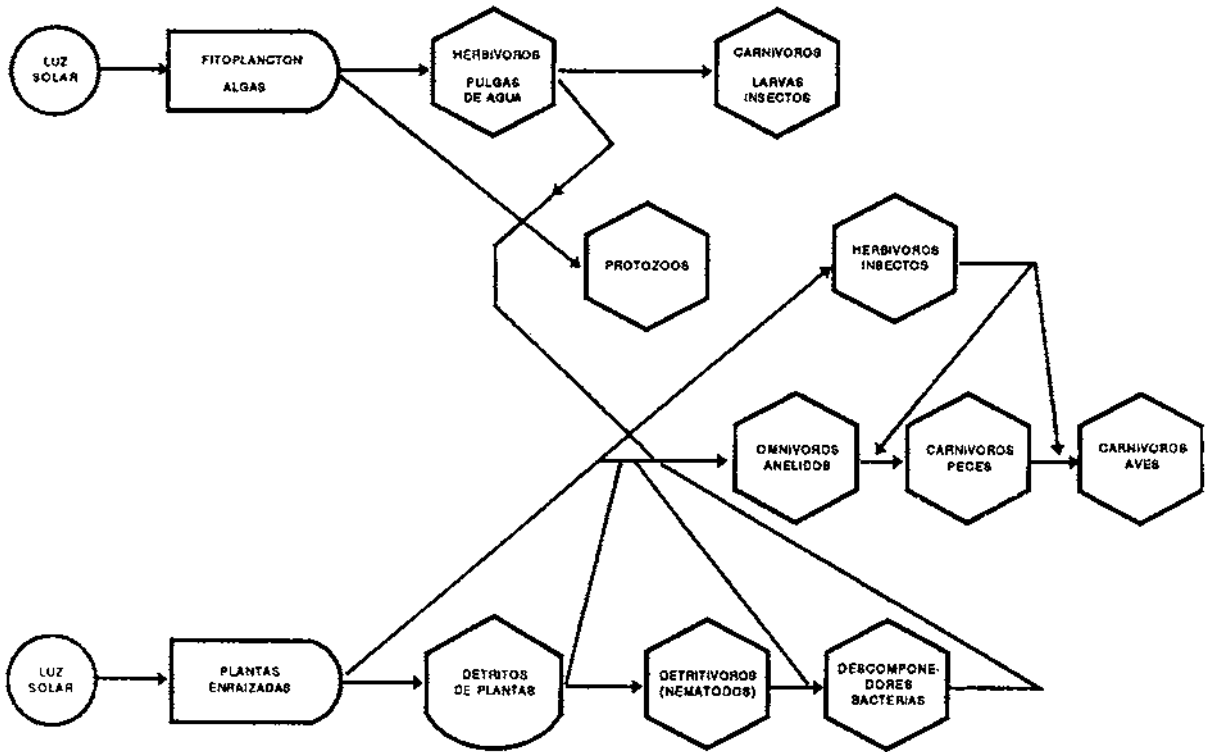 LUZ
SOLAR
FITOPLANCTON
ALGAS
HERBIVOROS
PULGAS
DE AGUA
CARNIVOROS
LARVAS
INSECTOS
PROTOZOOS
HERBIVOROS
INSECTOS
OMNIVOROS
ANELIDOS
CARNIVOROS
PECES
CARNIVOROS
AVES
LUZ
SOLAR
PLANTAS
ENRAIZADAS
DETRITOS
DE PLANTAS
DETRITIVOROS
(NEMATODOS)
DESCOMPONE-
DORES
BACTERIAS